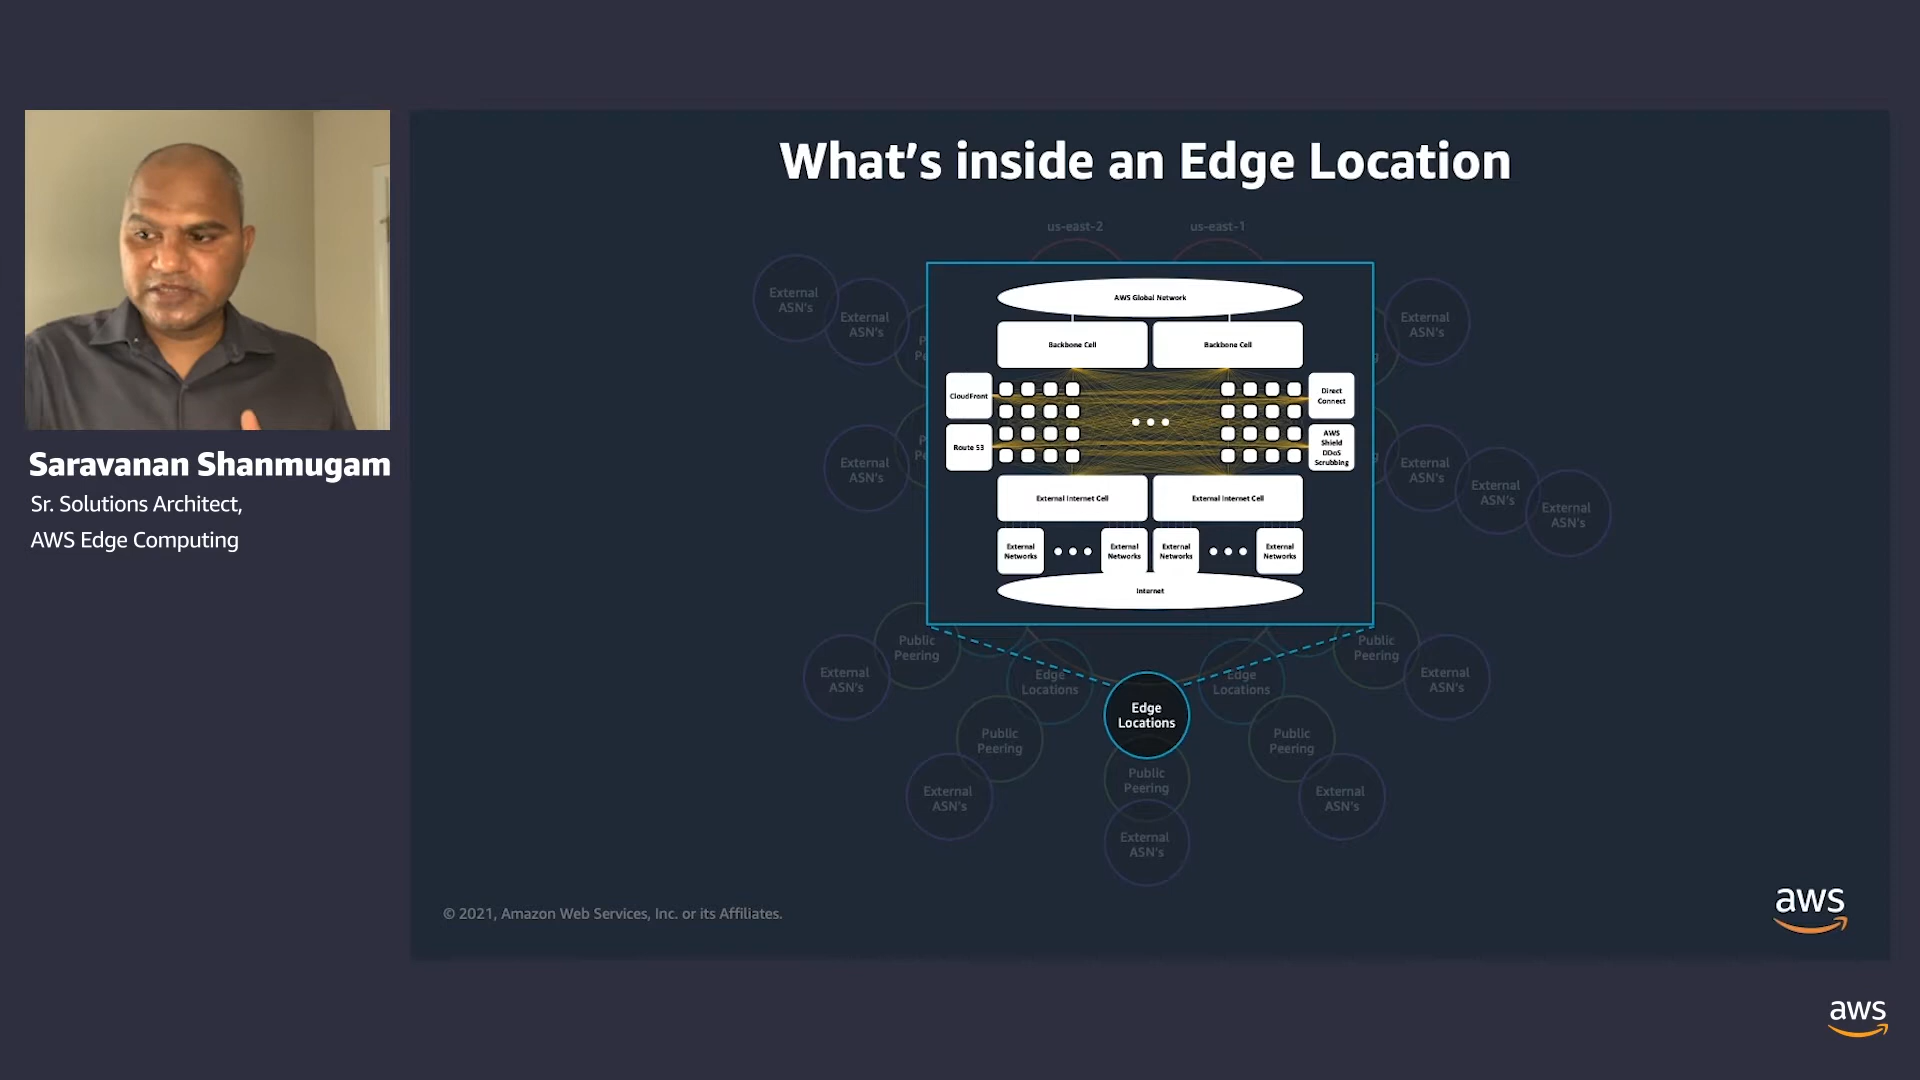 What's inside an Edge Location
us-east-2
us-east-1
External
ASN's
External
ASN's
External
ASN's
External
ASN's
External
ASN's
External
ASN's
External
ASN's
AWS Global Network
Backbone Cell
Backbone Cell
CloudFront
Direct
Connect
Route 53
AWS
Shield
DDoS
Scrubbing
External Internet Cell
External Internet Cell
External
Networks
External
Networks
External
Networks
External
Networks
Internet
Public
Peering
External
ASN's
Edge
Locations
Edge
Locations
Public
Peering
External
ASN's
Edge
Locations
Public
Peering
Public
Peering
Public
Peering
External
ASN's
External
ASN's
External
ASN's
© 2021, Amazon Web Services, Inc. or its Affiliates.
aws
Saravanan Shanmugam
Sr. Solutions Architect,
AWS Edge Computing
aws